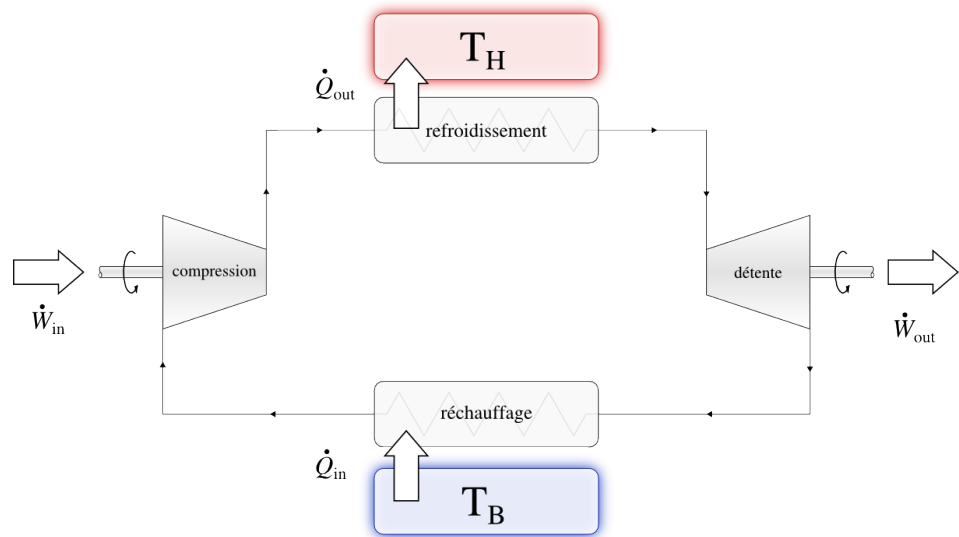 T_H
Q̇_out
refroidissement
compression
détente
Ẇ_in
Ẇ_out
réchauffage
Q̇_in
T_B